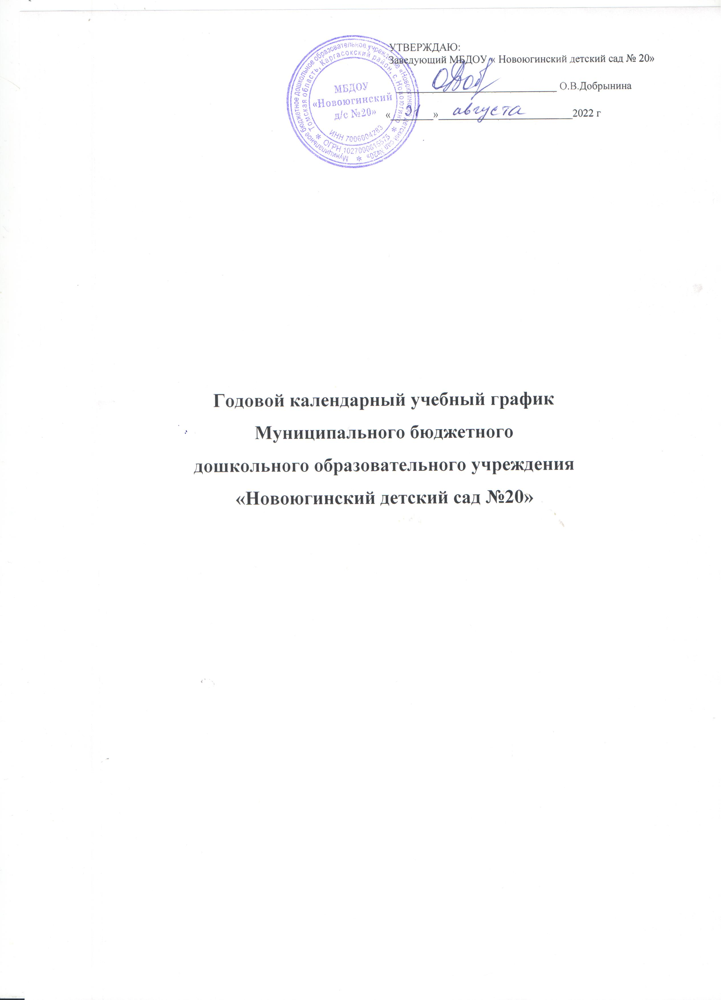 УТВЕРЖДАЮ:
Заведующий МБДОУ « Новоюгинский детский сад № 20»
О.В.Добрынина
«31» августа 2022 г
Муниципальное бюджетное дошкольное образовательное учреждение «Новоюгинский детский сад №20»
Томская область, Каргасокский район, с. Новоюгино
ОГРН 1027000615575
ИНН 7006004283
МБДОУ
«Новоюгинский
д/с №20»
Годовой календарный учебный график
Муниципального бюджетного
дошкольного образовательного учреждения
«Новоюгинский детский сад №20»